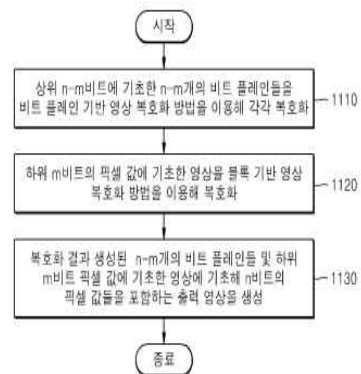 시작
상위 n-m비트에 기초한 n-m개의 비트 플레인들을
비트 플레인 기반 영상 복호화 방법을 이용해 각각 복호화
1110
하위 m비트의 픽셀 값에 기초한 영상을 블록 기반 영상
복호화 방법을 이용해 복호화
1120
복호화 결과 생성된 n-m개의 비트 플레인들 및 하위
m비트 픽셀 값에 기초한 영상에 기초해 n비트의
픽셀 값들을 포함하는 출력 영상을 생성
1130
종료